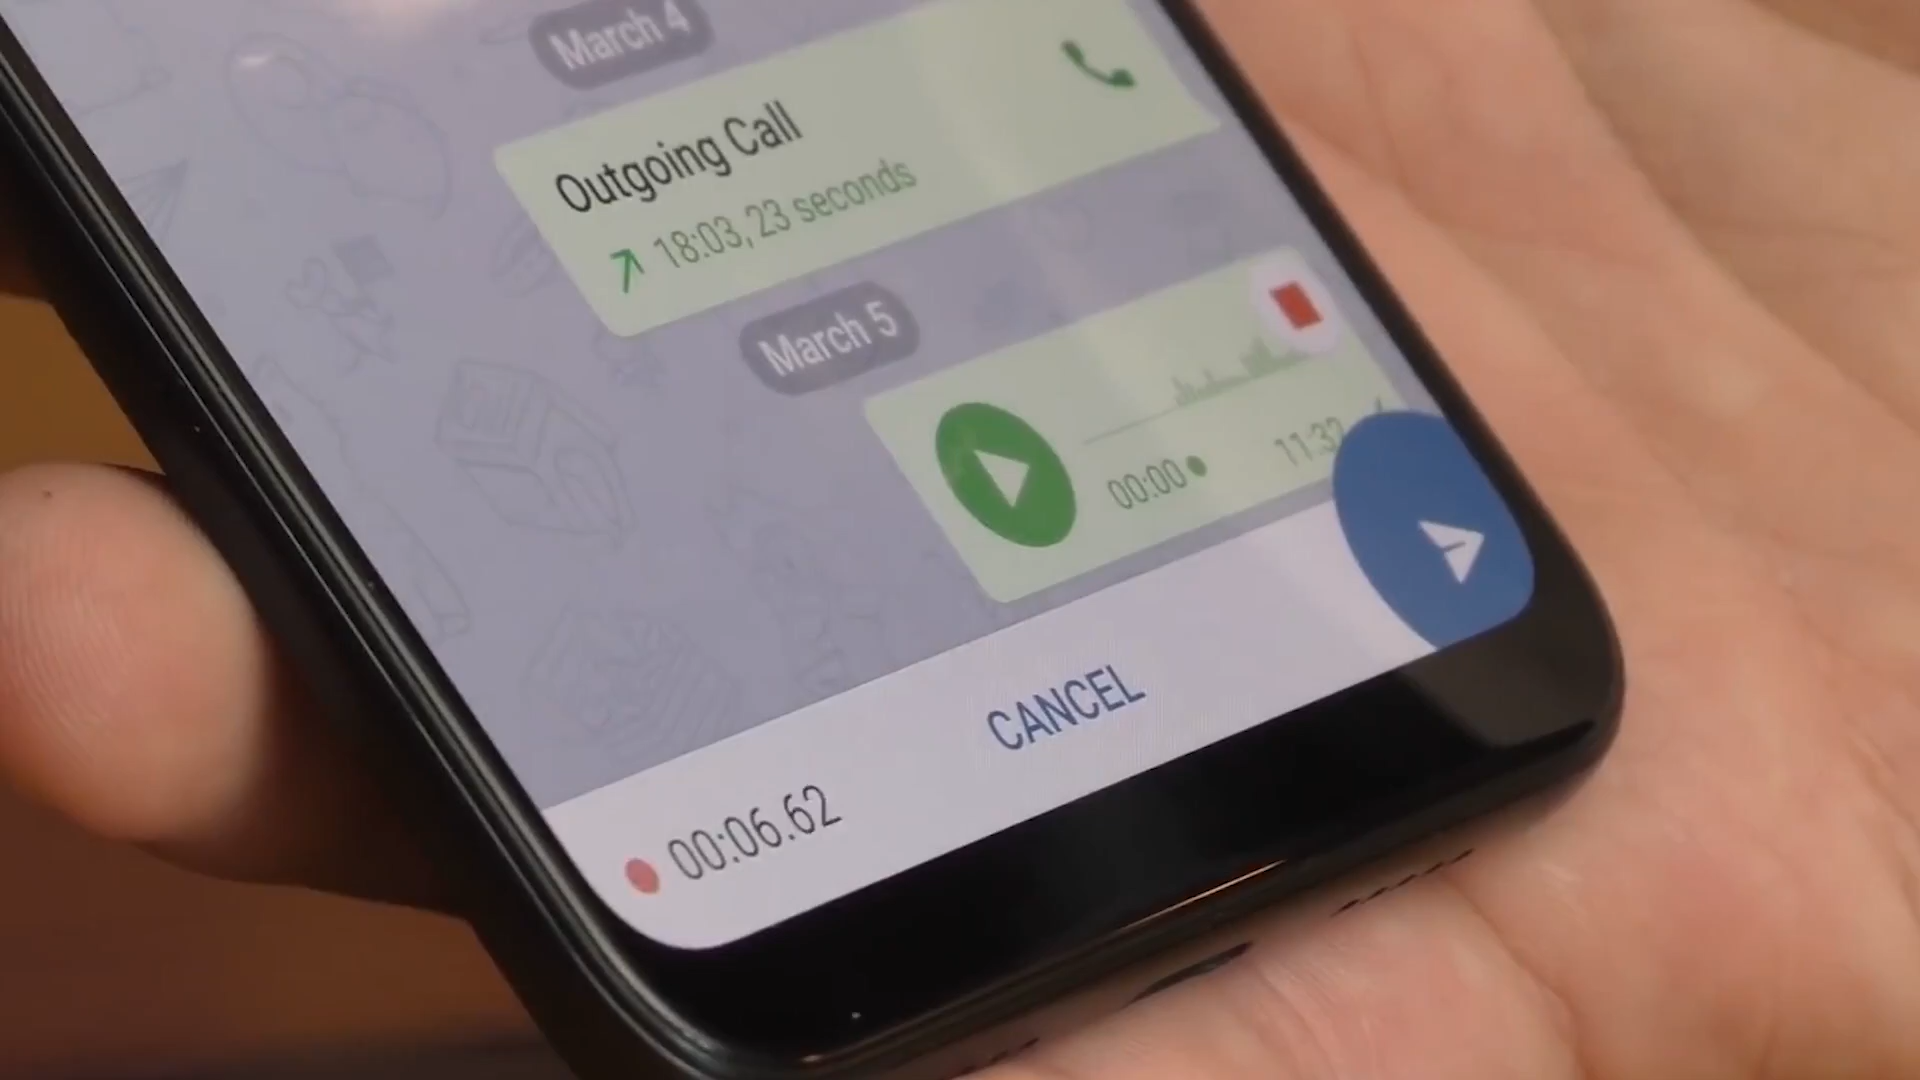 March 4
Outgoing Call
18:03, 23 seconds
March 5
00:00
11:32
CANCEL
00:06.62